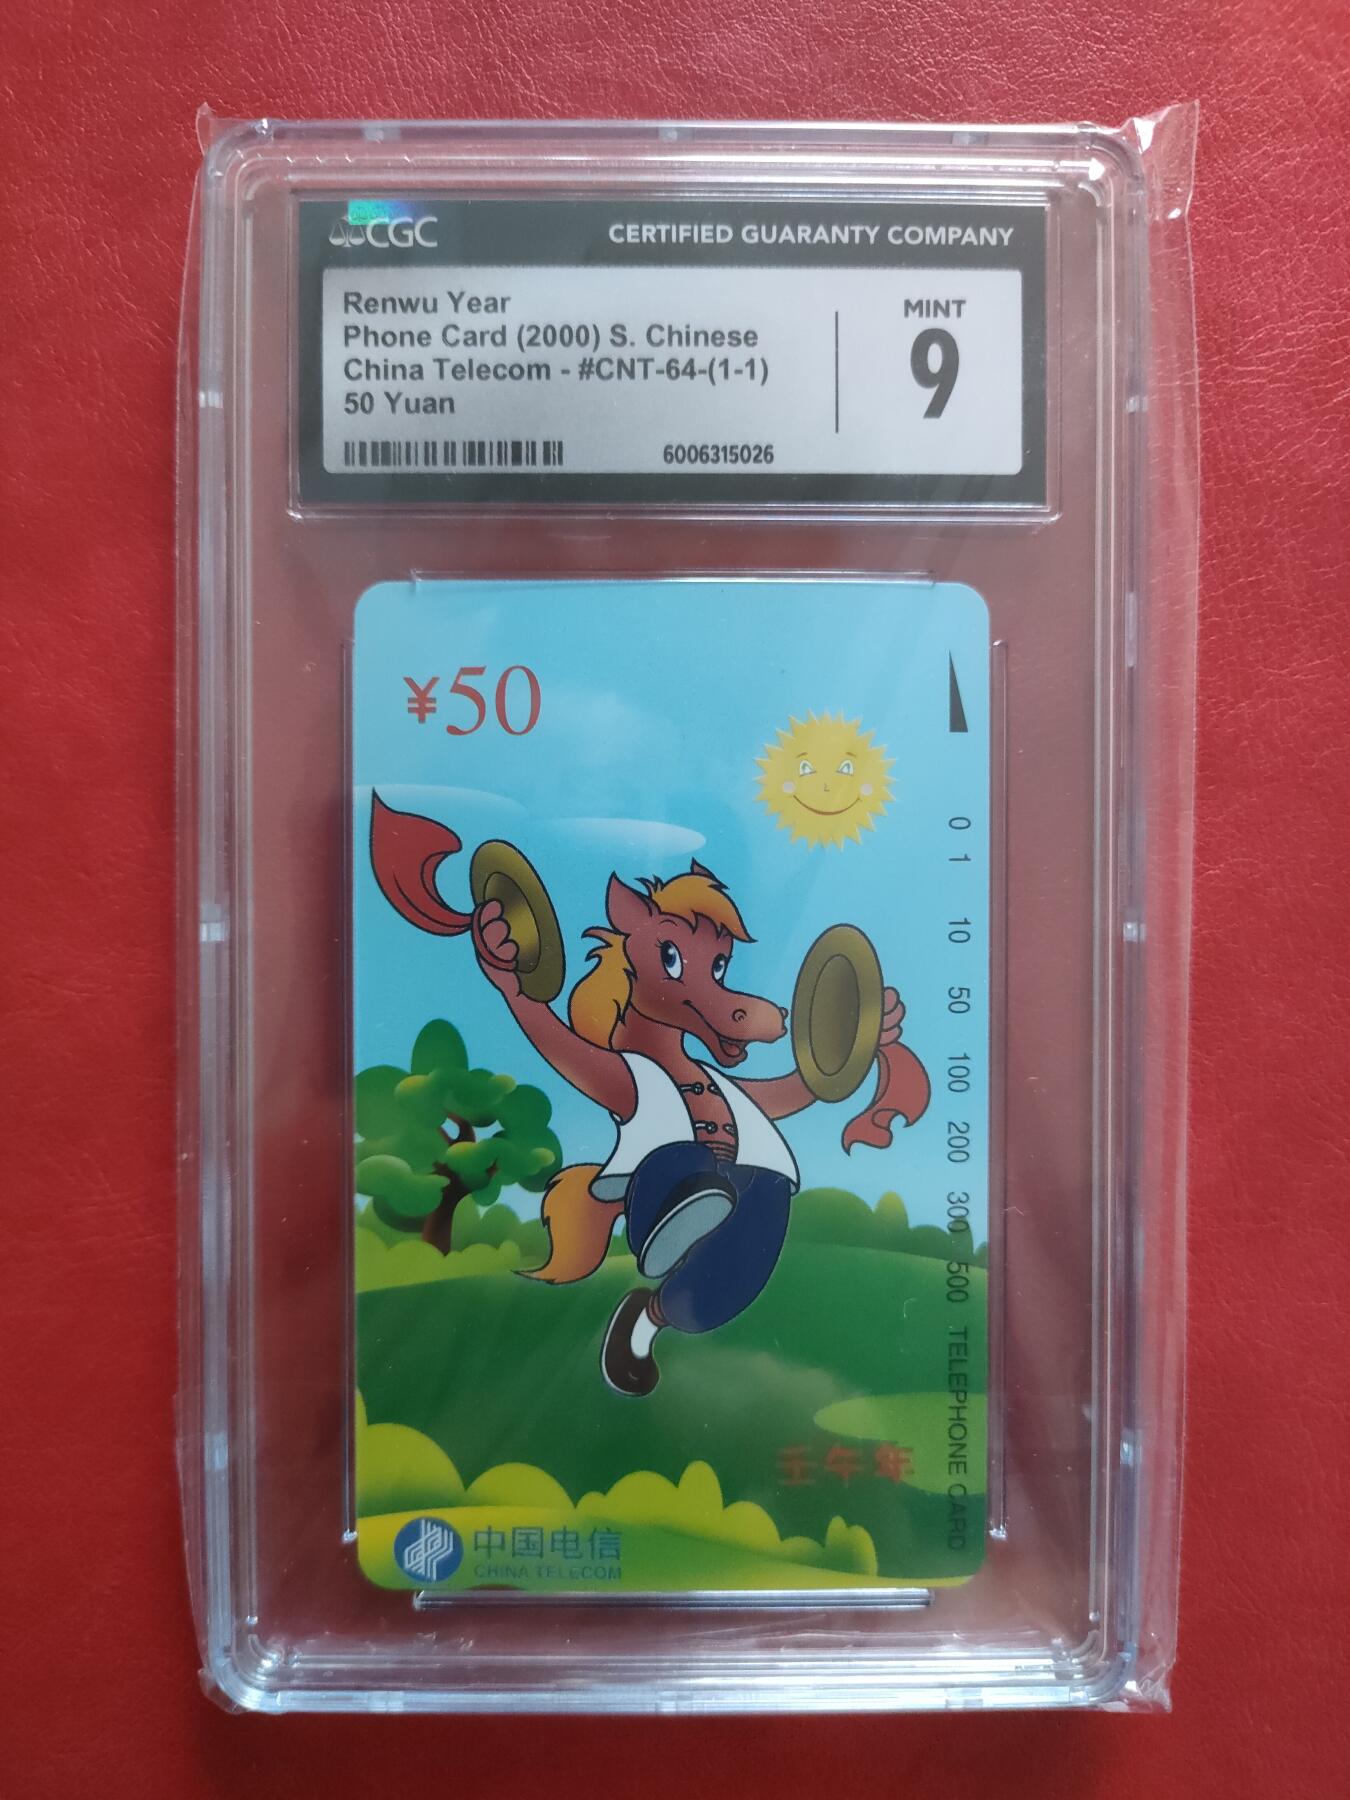 CGC CERTIFIED GUARANTY COMPANY
Renwu Year
Phone Card (2000) S. Chinese
China Telecom - #CNT-64-(1-1)
50 Yuan
6006315026
MINT
9
¥50
0 1 10 50 100 200 300 500 TELEPHONE CARD
壬午年
中国电信
CHINA TELECOM